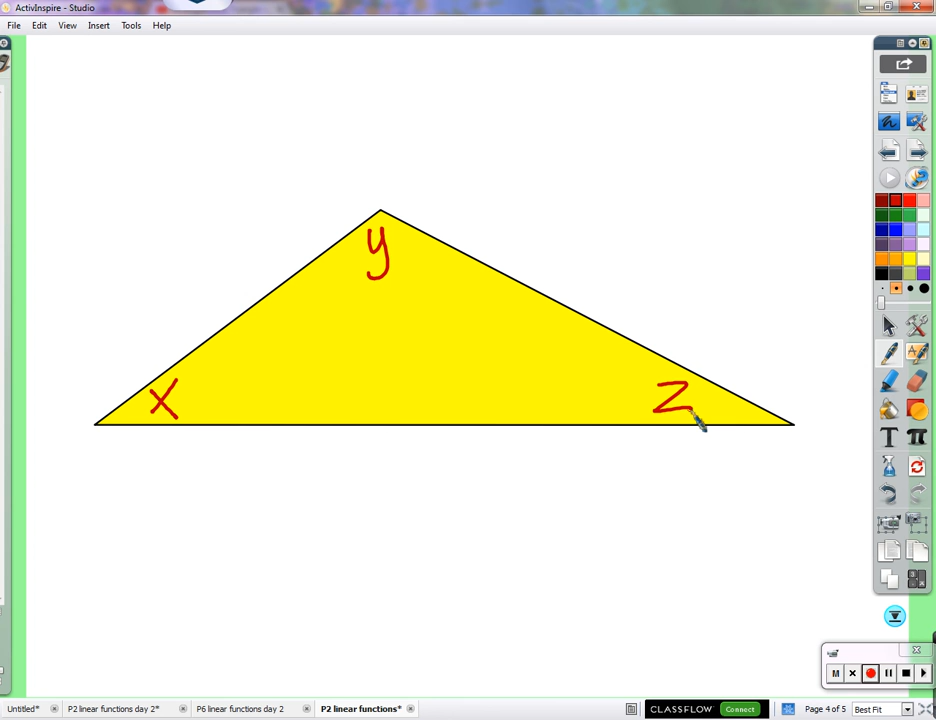 ActivInspire - Studio
File Edit View Insert Tools Help
y
x
z
T π
M
Untitled* P2 linear functions day 2* P6 linear functions day 2 P2 linear functions* CLASSFLOW Connect Page 4 of 5 Best Fit